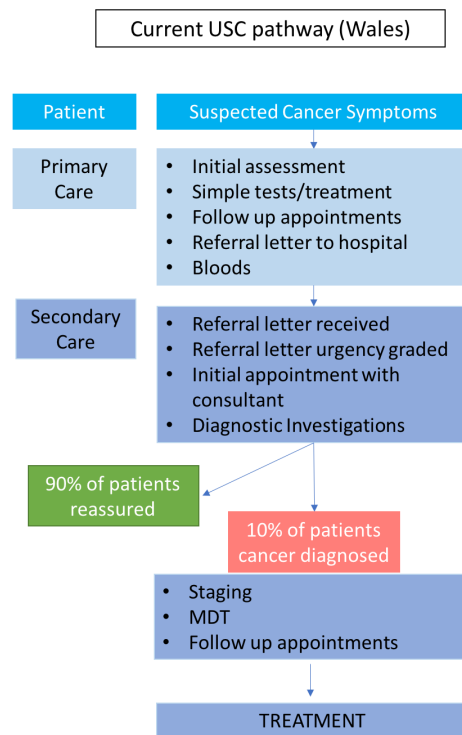 Current USC pathway (Wales)
Patient
Suspected Cancer Symptoms
Primary
Care
• Initial assessment
• Simple tests/treatment
• Follow up appointments
• Referral letter to hospital
• Bloods
Secondary
Care
• Referral letter received
• Referral letter urgency graded
• Initial appointment with
consultant
• Diagnostic Investigations
90% of patients
reassured
10% of patients
cancer diagnosed
• Staging
• MDT
• Follow up appointments
TREATMENT